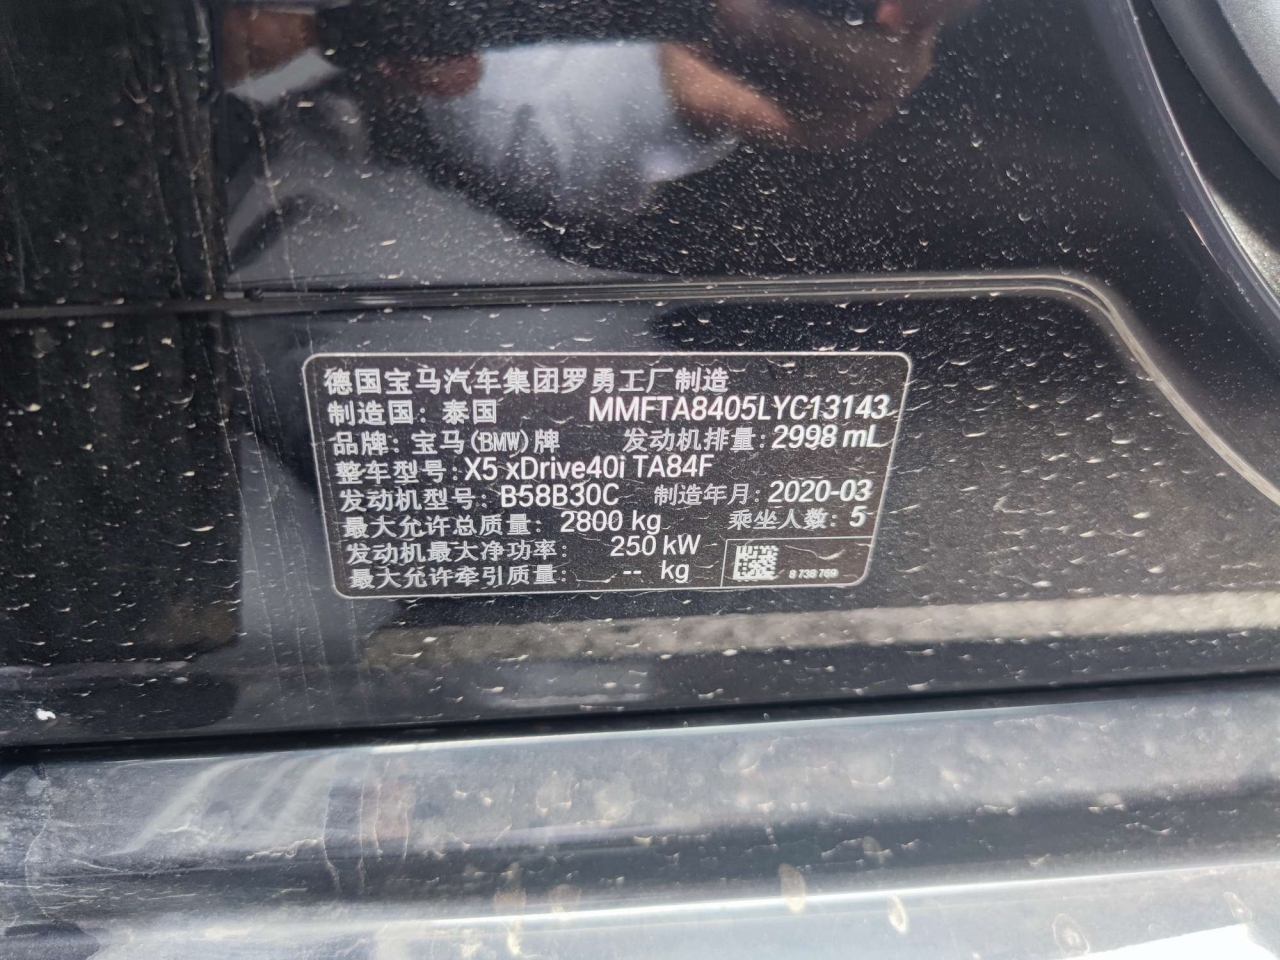 德国宝马汽车集团罗勇工厂制造
制造国：泰国 MMFTA8405LYC13143
品牌：宝马(BMW)牌 发动机排量：2998 mL
整车型号：X5 xDrive40i TA84F
发动机型号：B58B30C 制造年月：2020-03
最大允许总质量：2800 kg 乘坐人数：5
发动机最大净功率：250 kW
最大允许牵引质量：-- kg
8 738 769